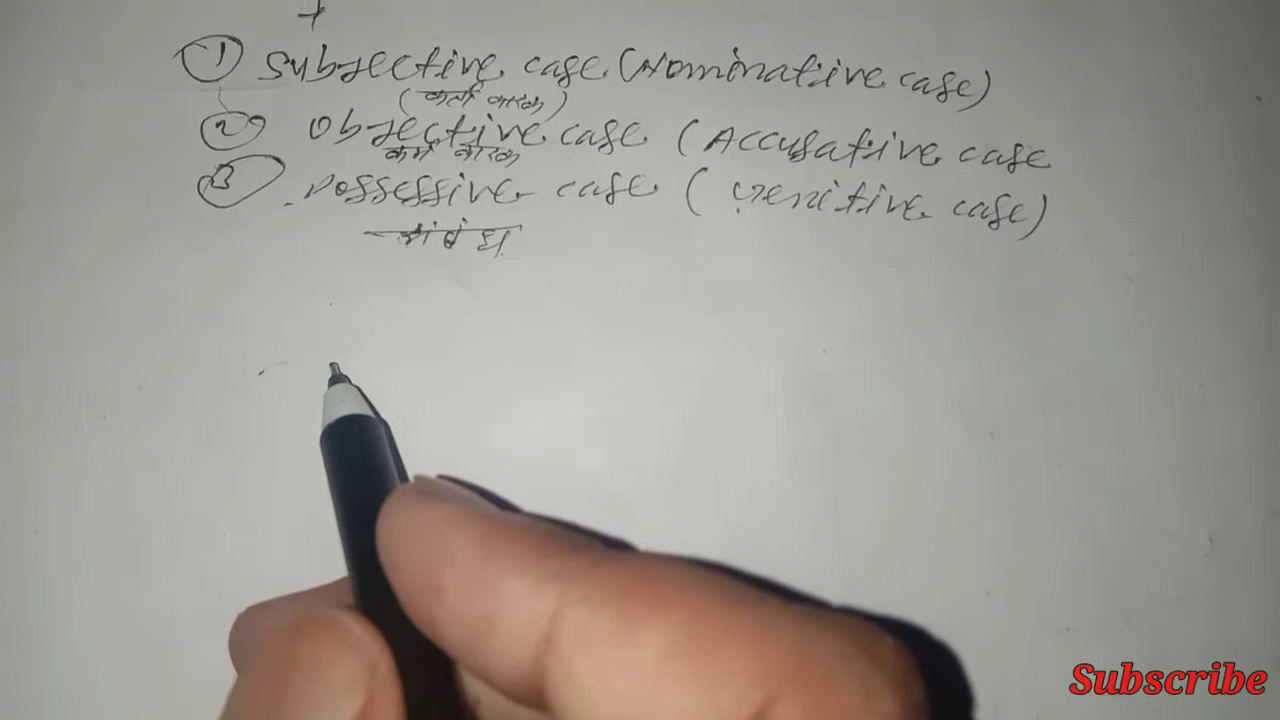 ① Subjective case (Nominative case)
(कर्ता कारक)
② Objective case (Accusative case
कर्म कारक
③ Possessive case (Genitive case)
संबंध
Subscribe